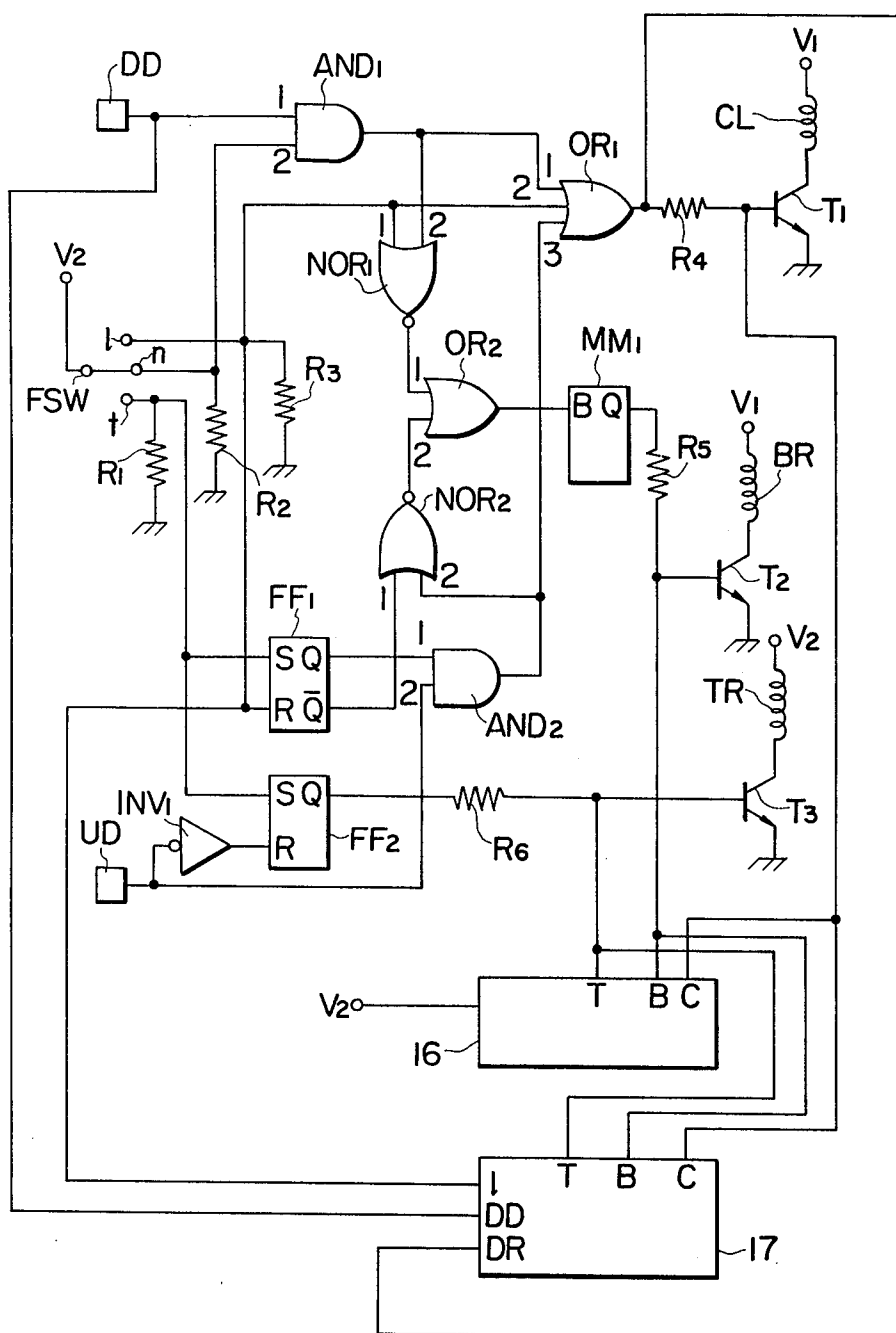 DD
AND1
V1
CL
1
2
OR1
1
2
3
T1
R4
V2
1 2
NOR1
l
n
FSW
t
R3
OR2
1
2
MM1
B Q
V1
R1
R2
R5
BR
NOR2
T2
1 2
FF1
S Q
R Q̅
1
2
AND2
V2
TR
INV1
S Q
R
FF2
R6
T3
UD
T B C
V2
16
T B C
l
DD
DR
17